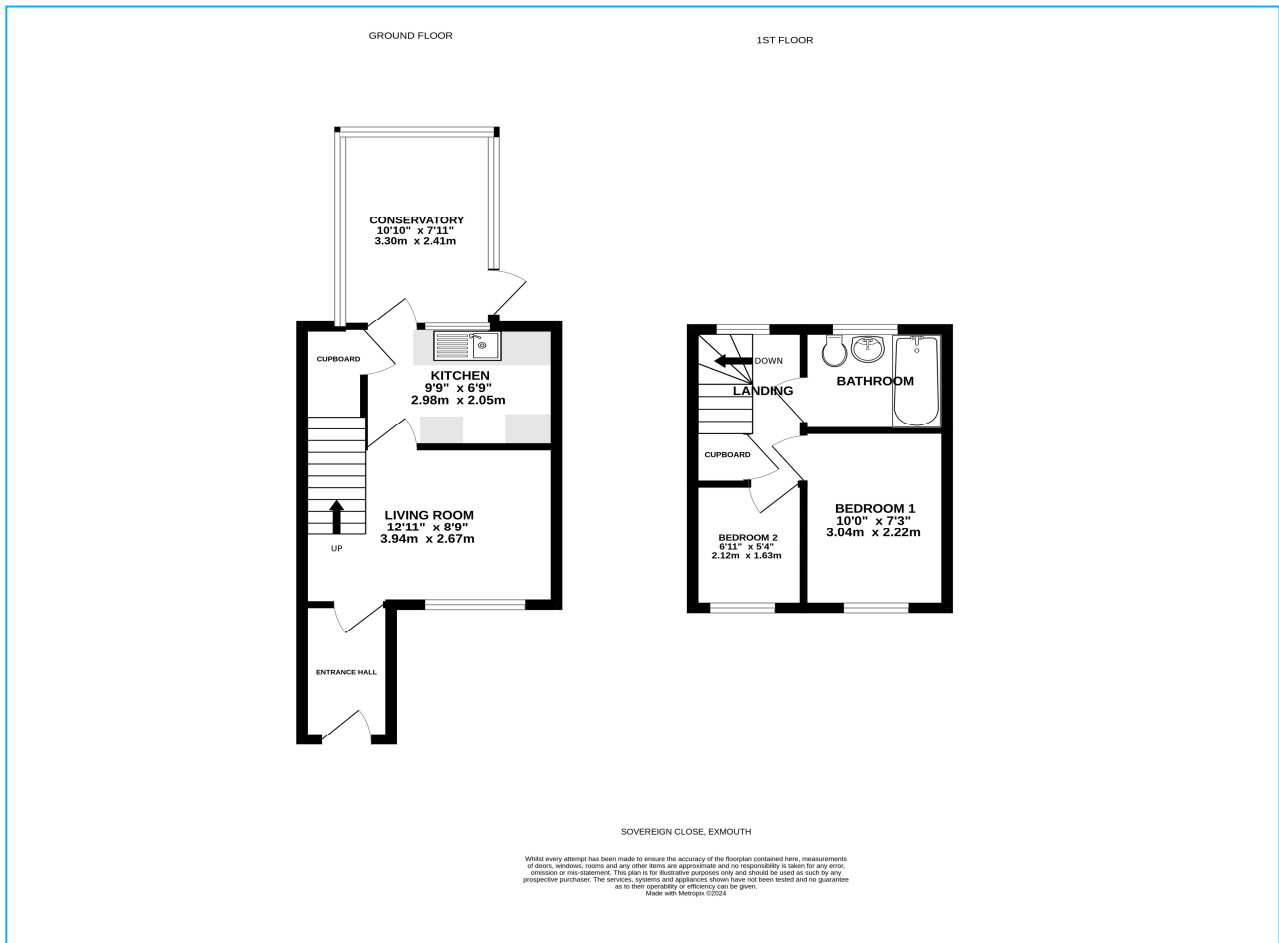 GROUND FLOOR
1ST FLOOR
CONSERVATORY
10'10" x 7'11"
3.30m x 2.41m
CUPBOARD
KITCHEN
9'9" x 6'9"
2.98m x 2.05m
LIVING ROOM
12'11" x 8'9"
3.94m x 2.67m
UP
ENTRANCE HALL
DOWN
LANDING
BATHROOM
CUPBOARD
BEDROOM 1
10'0" x 7'3"
3.04m x 2.22m
BEDROOM 2
6'11" x 5'4"
2.12m x 1.63m
SOVEREIGN CLOSE, EXMOUTH
Whilst every attempt has been made to ensure the accuracy of the floorplan contained here, measurements
of doors, windows, rooms and any other items are approximate and no responsibility is taken for any error,
omission or mis-statement. This plan is for illustrative purposes only and should be used as such by any
prospective purchaser. The services, systems and appliances shown have not been tested and no guarantee
as to their operability or efficiency can be given.
Made with Metropix ©2024